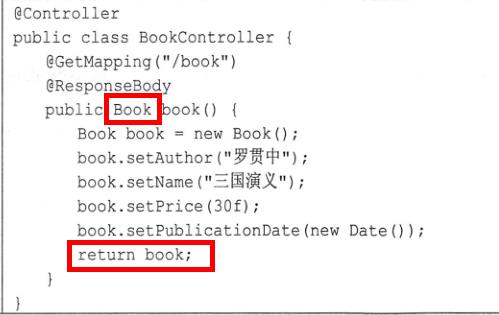 @Controller
public class BookController {
@GetMapping("/book")
@ResponseBody
public Book book() {
Book book = new Book();
book.setAuthor("罗贯中");
book.setName("三国演义");
book.setPrice(30f);
book.setPublicationDate(new Date());
return book;
}
}